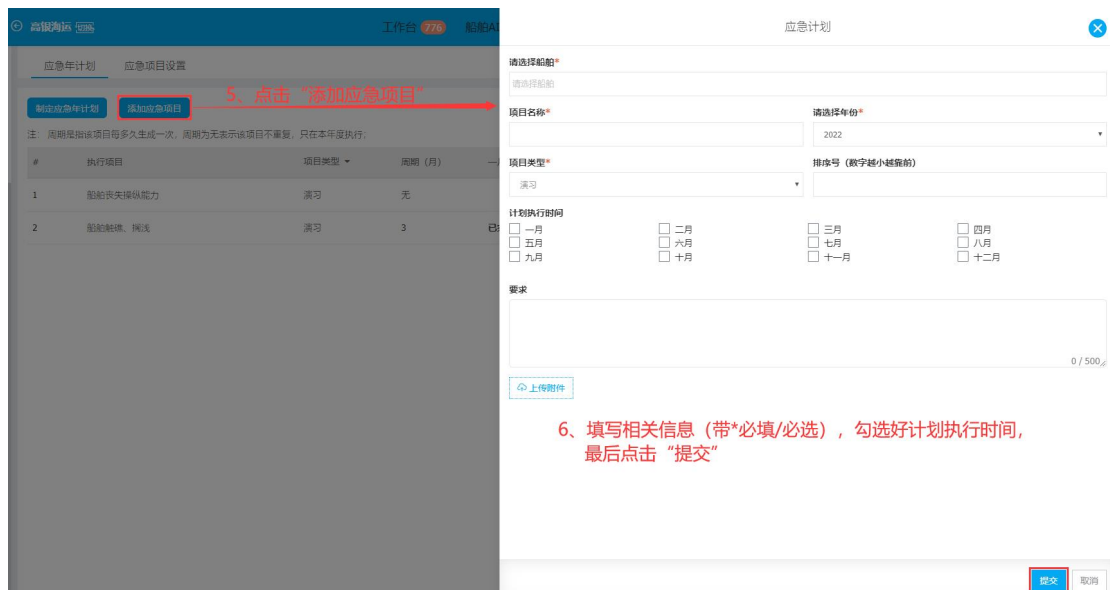 高银海运 切换
工作台 776 船舶A
应急计划
应急年计划 应急项目设置
制定应急年计划 添加应急项目
5、点击“添加应急项目”
注：周期是指该项目每多久生成一次，周期为无表示该项目不重复，只在本年度执行；
# 执行项目 项目类型 周期（月） 一
1 船舶丧失操纵能力 演习 无
2 船舶触礁、搁浅 演习 3
请选择船舶*
请选择船舶
项目名称* 请选择年份*
2022
项目类型* 排序号（数字越小越靠前）
演习
计划执行时间
一月 二月 三月 四月
五月 六月 七月 八月
九月 十月 十一月 十二月
要求
0 / 500
上传附件
6、填写相关信息（带*必填/必选），勾选好计划执行时间，
最后点击“提交”
提交 取消